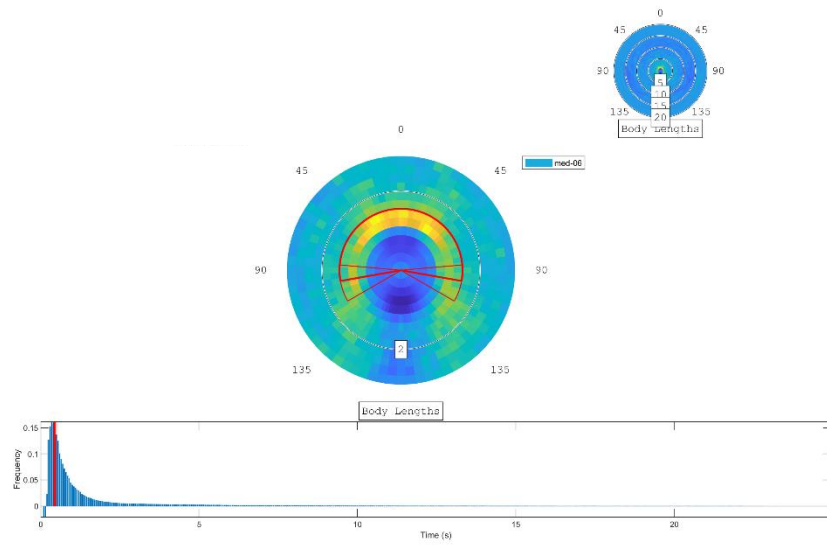 0
45 45
90 90
5
10
15
135 20 135
Body Lengths
0
med-06
45 45
90 90
2
135 135
Body Lengths
0.15
0.1
0.05
0
Frequency
0 5 10 15 20
Time (s)